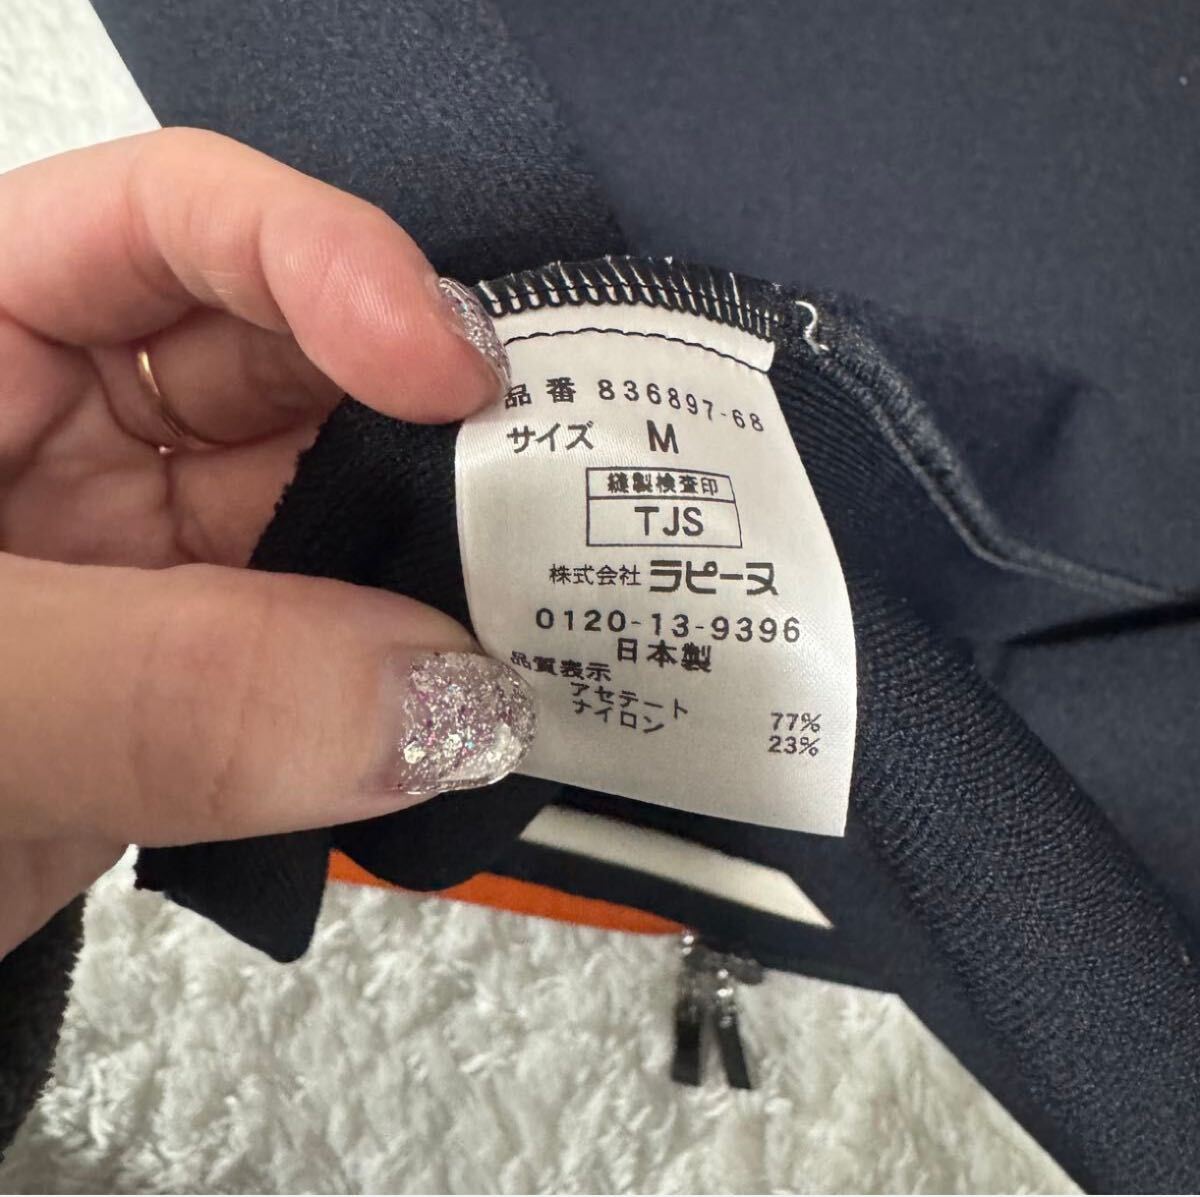 品番 836897-68
サイズ M
縫製検査印
TJS
株式会社 ラピーヌ
0120-13-9396
日本製
品質表示
アセテート 77%
ナイロン 23%